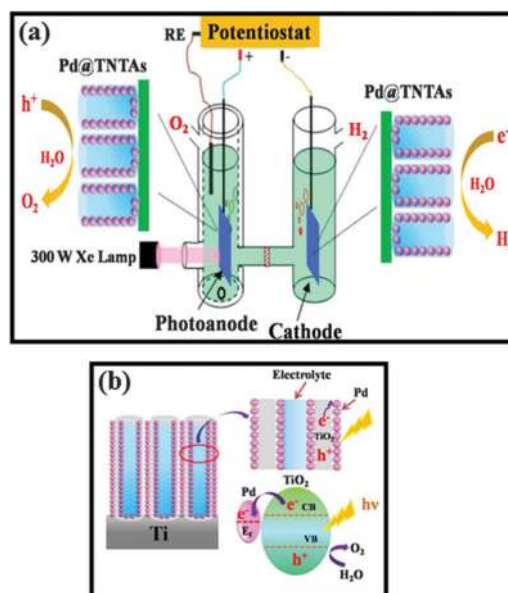 (a)
RE
Potentiostat
+
-
Pd@TNTAs
Pd@TNTAs
h+
H2O
O2
O2
H2
e-
H2O
H
300 W Xe Lamp
Photoanode
Cathode
(b)
Electrolyte
Pd
e-
TiO2
h+
Ti
TiO2
Pd
e-
CB
hν
e-
EF
VB
h+
O2
H2O